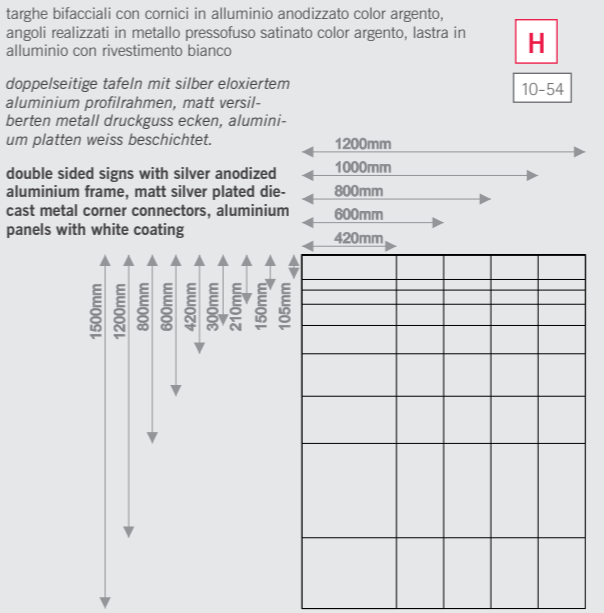 targhe bifacciali con cornici in alluminio anodizzato color argento,
angoli realizzati in metallo pressofuso satinato color argento, lastra in
alluminio con rivestimento bianco
H
10-54
doppelseitige tafeln mit silber eloxiertem
aluminium profilrahmen, matt versil-
berten metall druckguss ecken, alumini-
um platten weiss beschichtet.
double sided signs with silver anodized
aluminium frame, matt silver plated die-
cast metal corner connectors, aluminium
panels with white coating
1200mm
1000mm
800mm
600mm
420mm
1500mm
1200mm
800mm
600mm
420mm
300mm
210mm
150mm
105mm